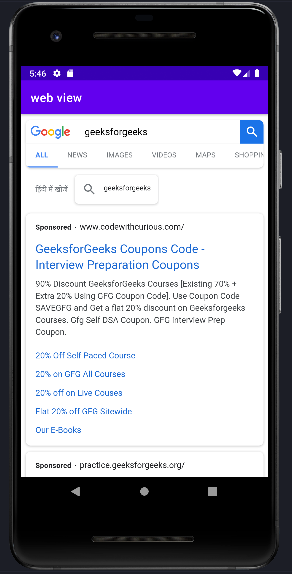 5:46
web view
Google geeksforgeeks
ALL NEWS IMAGES VIDEOS MAPS SHOPPIN
हिंदी में खोजें geeksforgeeks
Sponsored · www.codewithcurious.com/
GeeksforGeeks Coupons Code -
Interview Preparation Coupons
90% Discount GeeksforGeeks Courses [Existing 70% +
Extra 20% Using GFG Coupon Code]. Use Coupon Code
SAVEGFG and Get a flat 20% discount on Geeksforgeeks
Courses. Gfg Self DSA Coupon. GFG Interview Prep
Coupon.
20% Off Self Paced Course
20% on GFG All Courses
20% off on Live Couses
Flat 20% off GFG Sitewide
Our E-Books
Sponsored · practice.geeksforgeeks.org/